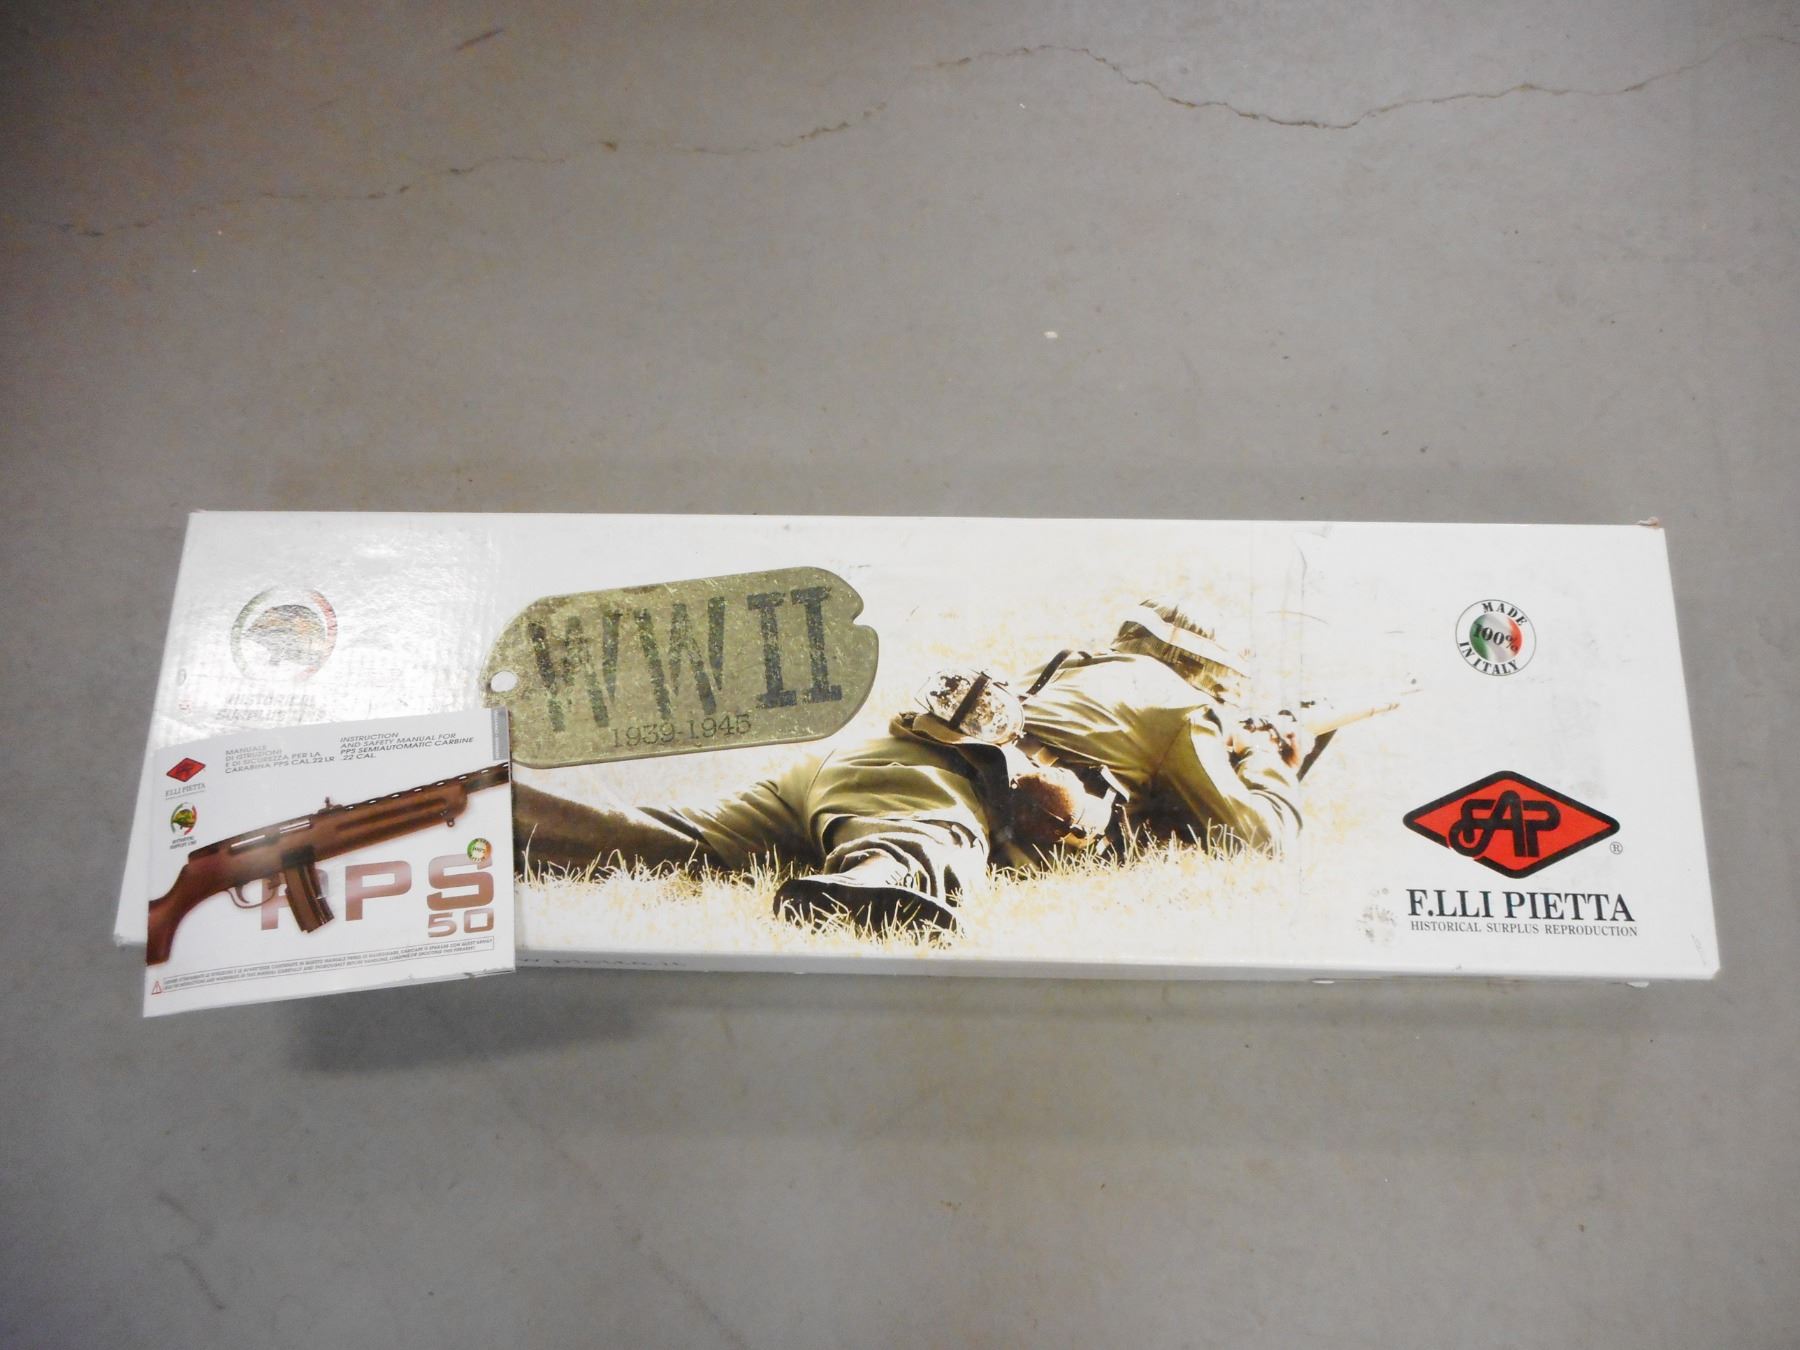 WWII
1939-1945
MADE
100%
IN ITALY
FAP
®
F.LLI PIETTA
HISTORICAL SURPLUS REPRODUCTION
HISTORICAL
SURPLUS
MANUALE
DI ISTRUZIONI
E DI SICUREZZA PER LA
CARABINA PPS CAL.22 LR
INSTRUCTION
AND SAFETY MANUAL FOR
PPS SEMIAUTOMATIC CARBINE
.22 CAL.
F.LLI PIETTA
PPS
50